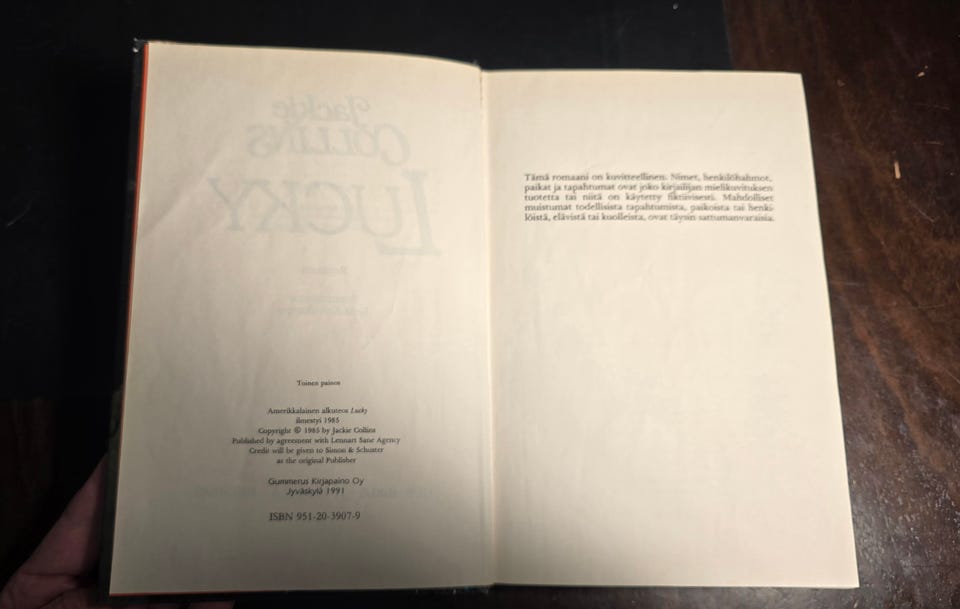 Jackie
COLLINS
LUCKY
Toinen painos
Amerikkalainen alkuteos Lucky
ilmestyi 1985
Copyright © 1985 by Jackie Collins
Published by agreement with Lennart Sane Agency
Credit will be given to Simon & Schuster
as the original Publisher
Gummerus Kirjapaino Oy
Jyväskylä 1991
ISBN 951-20-3907-9
Tämä romaani on kuvitteellinen. Nimet, henkilöhahmot,
paikat ja tapahtumat ovat joko kirjailijan mielikuvituksen
tuotetta tai niitä on käytetty fiktiivisesti. Mahdolliset
muistumat todellisista tapahtumista, paikoista tai henki-
löistä, elävistä tai kuolleista, ovat täysin sattumanvaraisia.